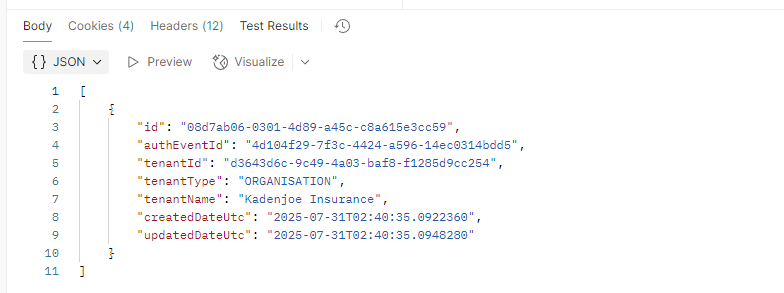 Body Cookies (4) Headers (12) Test Results
{} JSON Preview Visualize
1 [
2 {
3 "id": "08d7ab06-0301-4d89-a45c-c8a615e3cc59",
4 "authEventId": "4d104f29-7f3c-4424-a596-14ec0314bdd5",
5 "tenantId": "d3643d6c-9c49-4a03-baf8-f1285d9cc254",
6 "tenantType": "ORGANISATION",
7 "tenantName": "Kadenjoe Insurance",
8 "createdDateUtc": "2025-07-31T02:40:35.0922360",
9 "updatedDateUtc": "2025-07-31T02:40:35.0948280"
10 }
11 ]